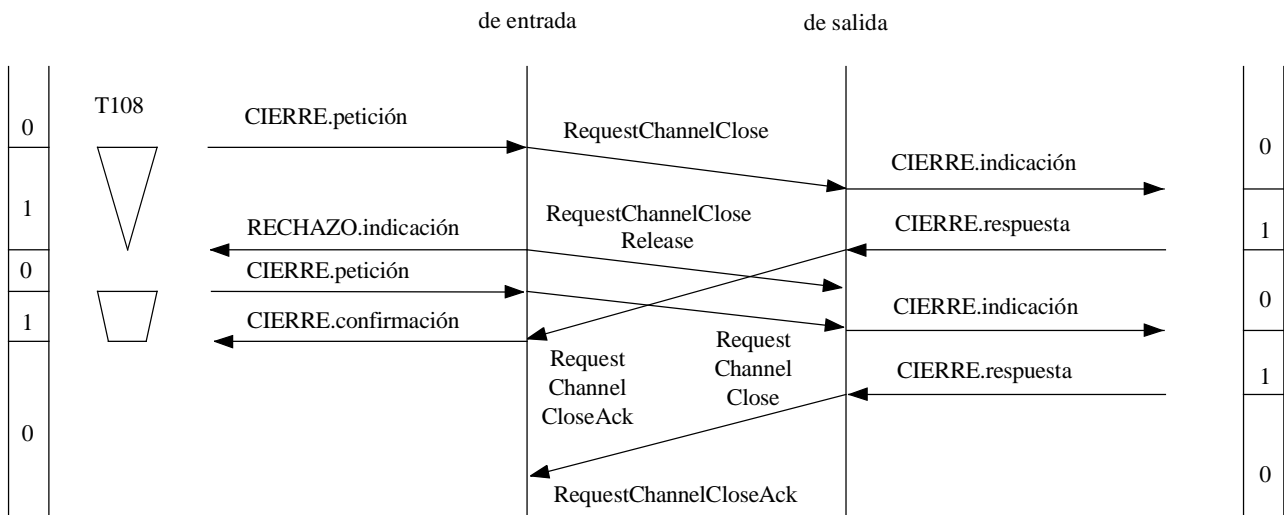 de entrada
de salida
T108
CIERRE.petición
RequestChannelClose
0
0
CIERRE.indicación
1
RequestChannelClose
Release
RECHAZO.indicación
CIERRE.respuesta
1
0
CIERRE.petición
0
CIERRE.indicación
1
CIERRE.confirmación
Request
Channel
CloseAck
Request
Channel
Close
CIERRE.respuesta
1
0
0
RequestChannelCloseAck